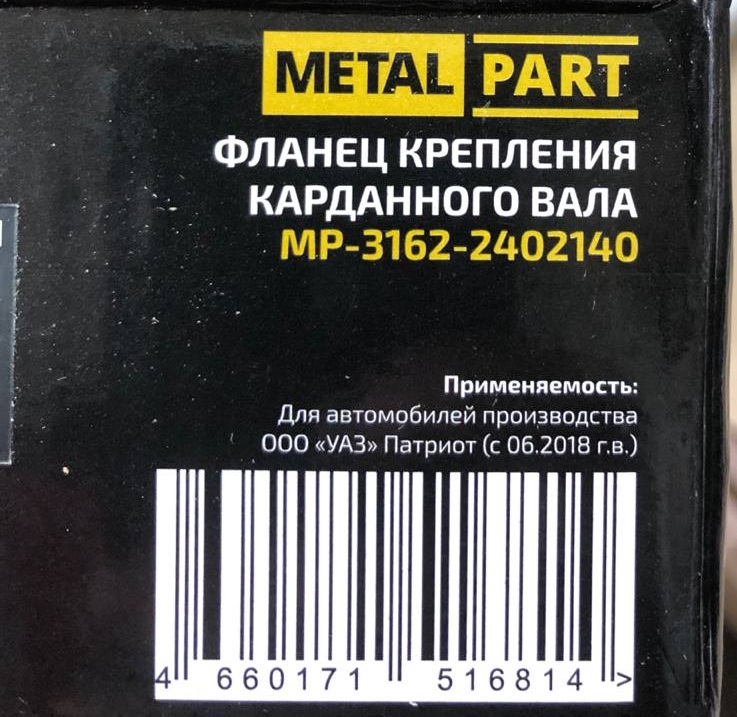 METAL PART
ФЛАНЕЦ КРЕПЛЕНИЯ
КАРДАННОГО ВАЛА
MP-3162-2402140
Применяемость:
Для автомобилей производства
ООО «УАЗ» Патриот (с 06.2018 г.в.)
4 660171 516814 >